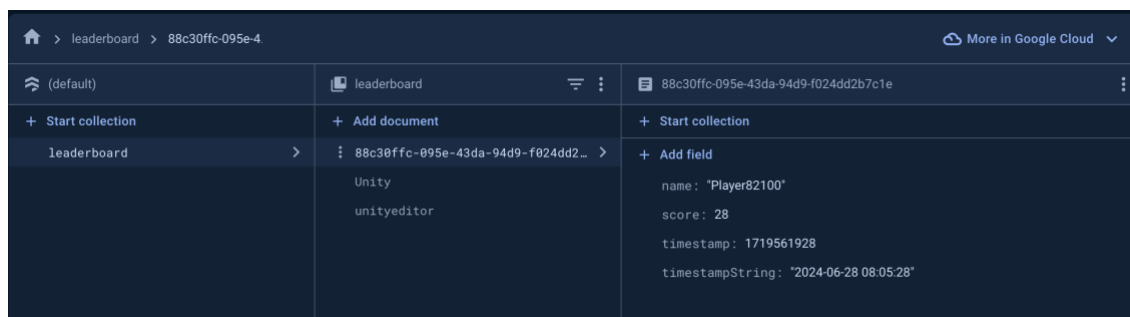 leaderboard > 88c30ffc-095e-4.
More in Google Cloud
(default)
+ Start collection
leaderboard
leaderboard
+ Add document
88c30ffc-095e-43da-94d9-f024dd2…
Unity
unityeditor
88c30ffc-095e-43da-94d9-f024dd2b7c1e
+ Start collection
+ Add field
name: "Player82100"
score: 28
timestamp: 1719561928
timestampString: "2024-06-28 08:05:28"